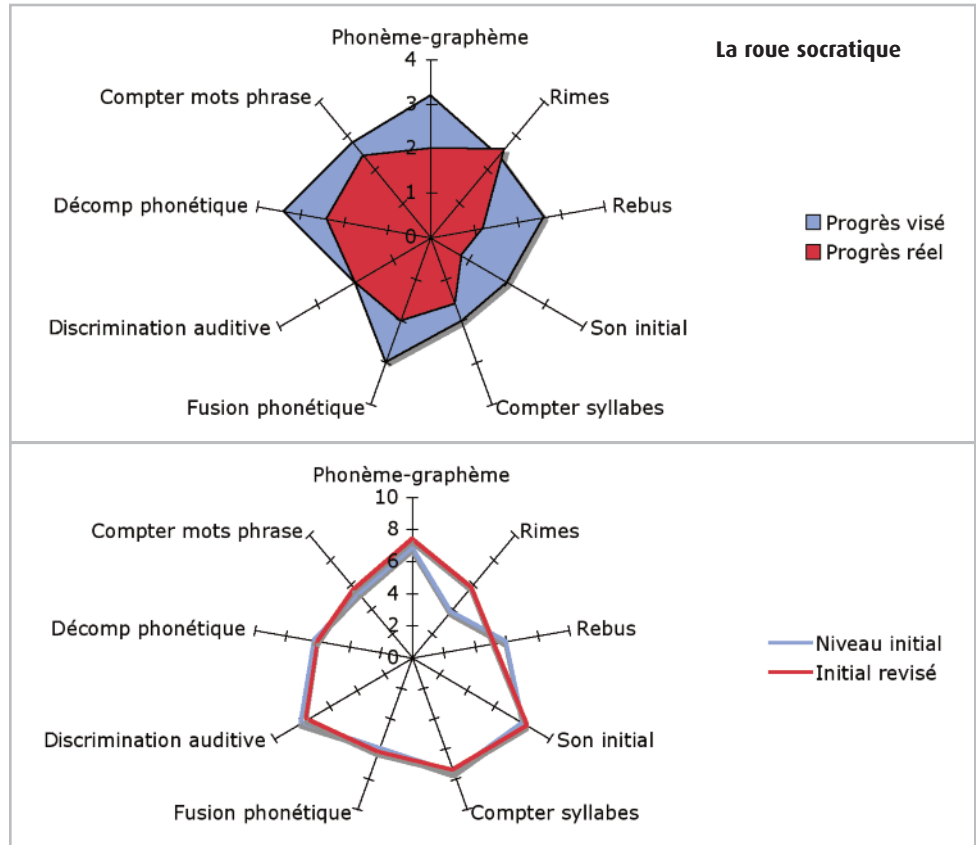 La roue socratique
Phonème-graphème
4
3
2
1
0
Compter mots phrase
Rimes
Décomp phonétique
Rebus
Discrimination auditive
Son initial
Fusion phonétique
Compter syllabes
Progrès visé
Progrès réel
Phonème-graphème
10
8
6
4
2
0
Compter mots phrase
Rimes
Décomp phonétique
Rebus
Discrimination auditive
Son initial
Fusion phonétique
Compter syllabes
Niveau initial
Initial revisé